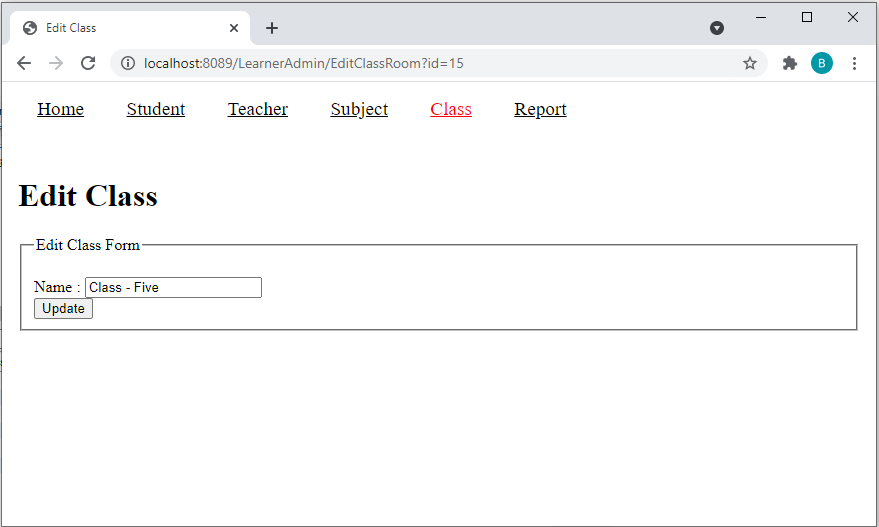 Edit Class
localhost:8089/LearnerAdmin/EditClassRoom?id=15
B
Home Student Teacher Subject Class Report
Edit Class
Edit Class Form
Name : Class - Five
Update